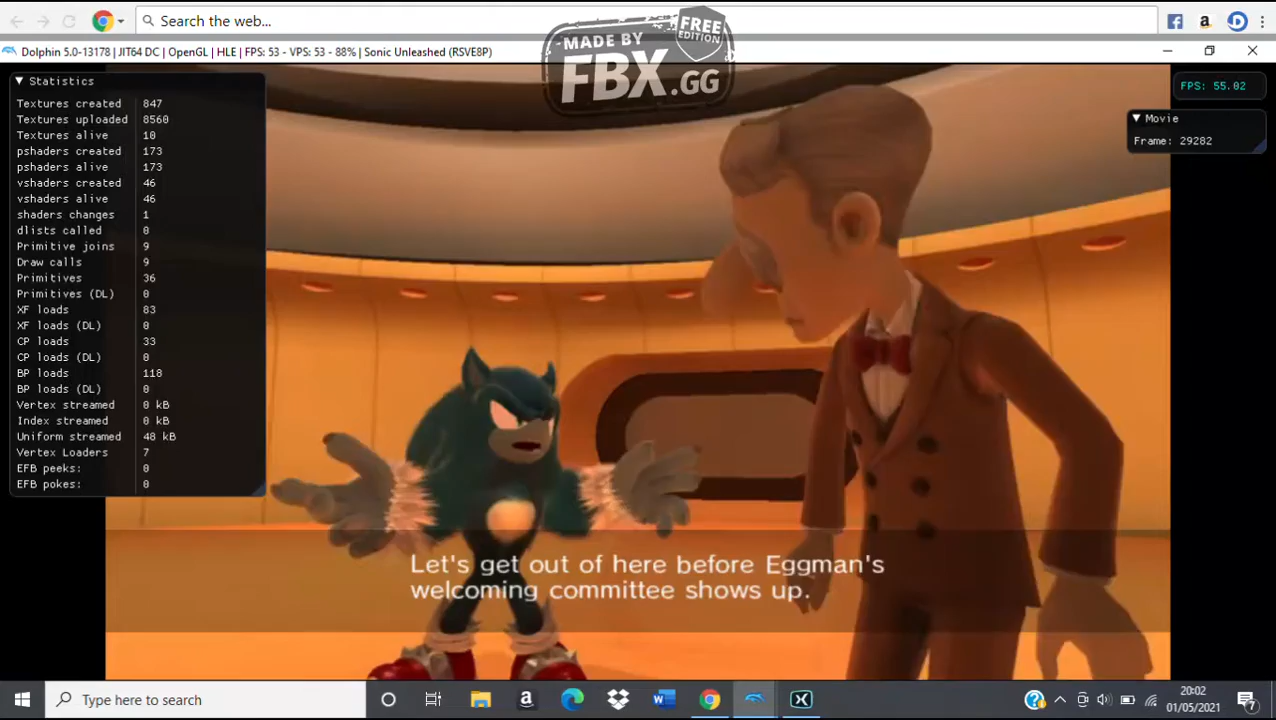 Search the web...
MADE BY
FREE
EDITION
FBX.GG
Dolphin 5.0-13178 | JIT64 DC | OpenGL | HLE | FPS: 53 - VPS: 53 - 88% | Sonic Unleashed (RSVE8P)
Statistics
Textures created 847
Textures uploaded 8560
Textures alive 10
pshaders created 173
pshaders alive 173
vshaders created 46
vshaders alive 46
shaders changes 1
dlists called 0
Primitive joins 9
Draw calls 9
Primitives 36
Primitives (DL) 0
XF loads 83
XF loads (DL) 0
CP loads 33
CP loads (DL) 0
BP loads 118
BP loads (DL) 0
Vertex streamed 0 kB
Index streamed 0 kB
Uniform streamed 48 kB
Vertex Loaders 7
EFB peeks: 0
EFB pokes: 0
FPS: 55.02
Movie
Frame: 29282
Let's get out of here before Eggman's
welcoming committee shows up.
Type here to search
20:02
01/05/2021
7